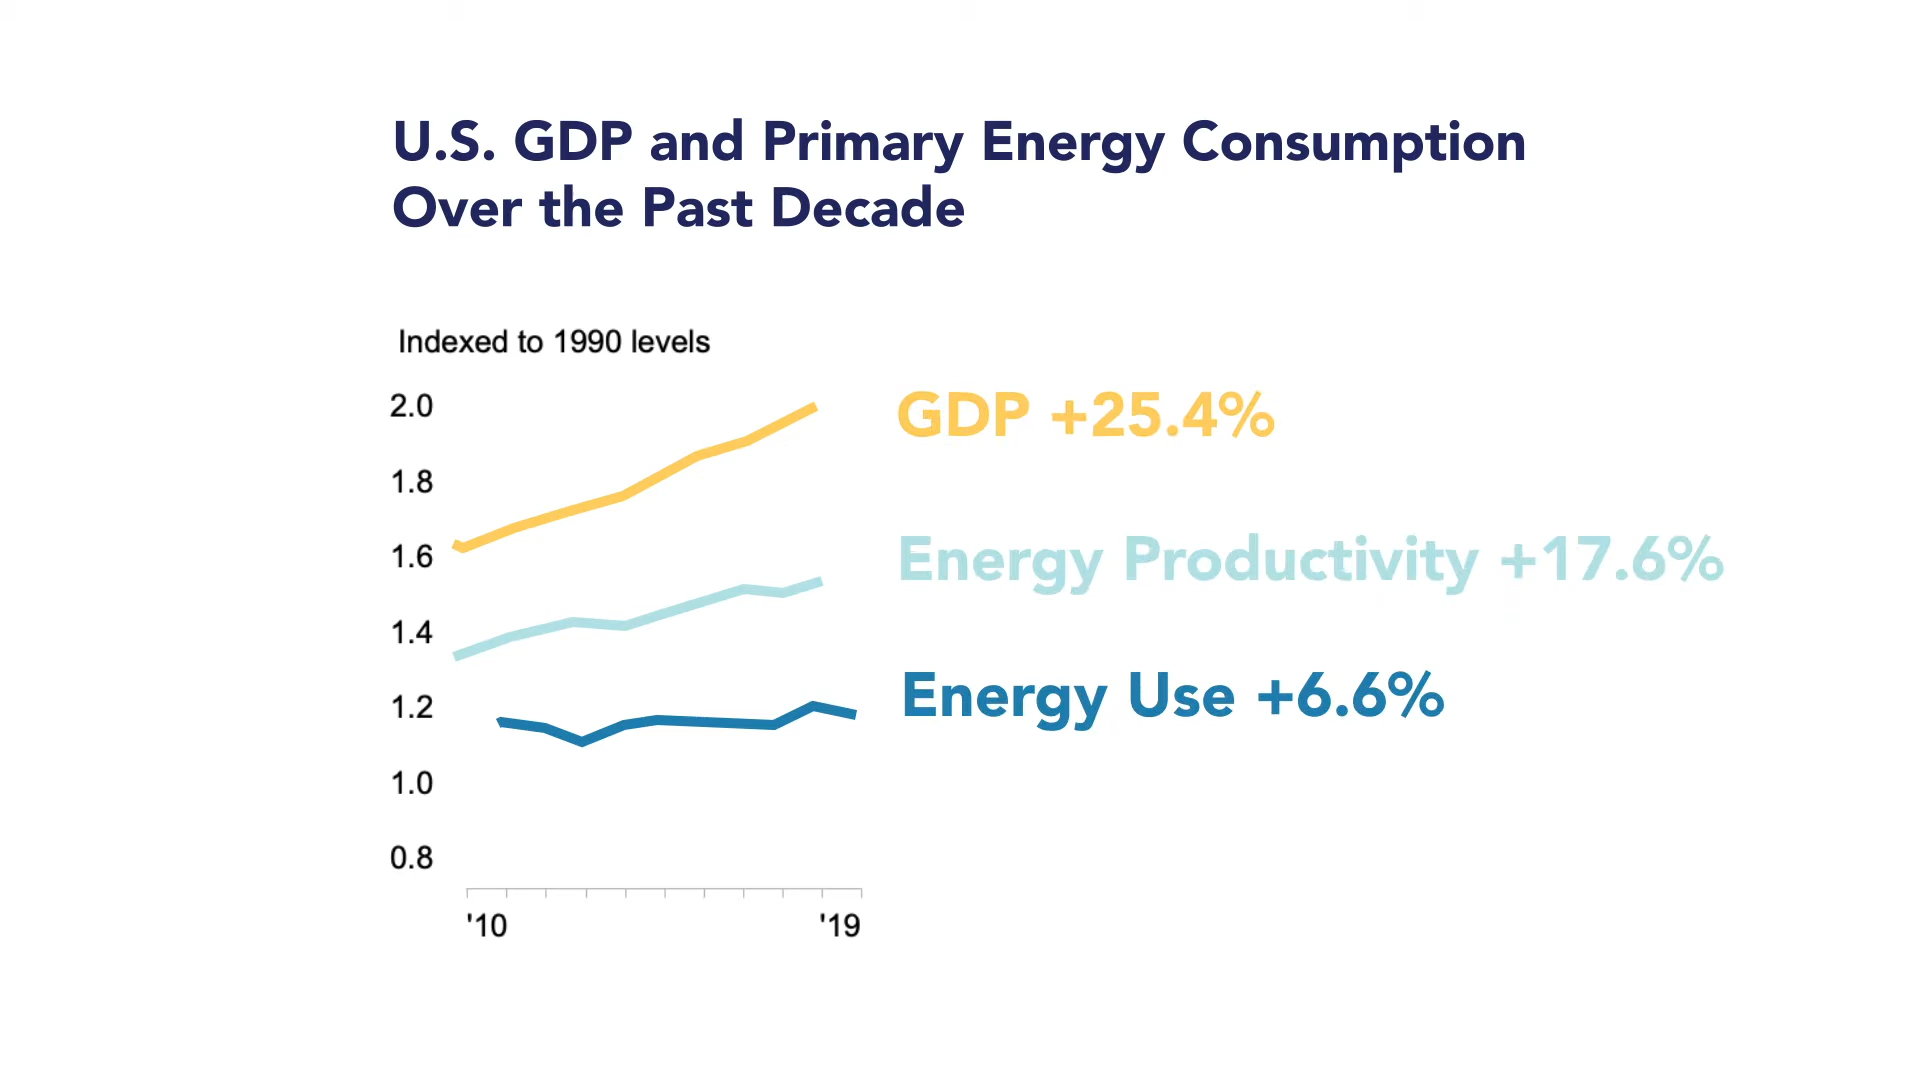 U.S. GDP and Primary Energy Consumption
Over the Past Decade
Indexed to 1990 levels
2.0
GDP +25.4%
1.8
1.6
Energy Productivity +17.6%
1.4
1.2
Energy Use +6.6%
1.0
0.8
'10
'19